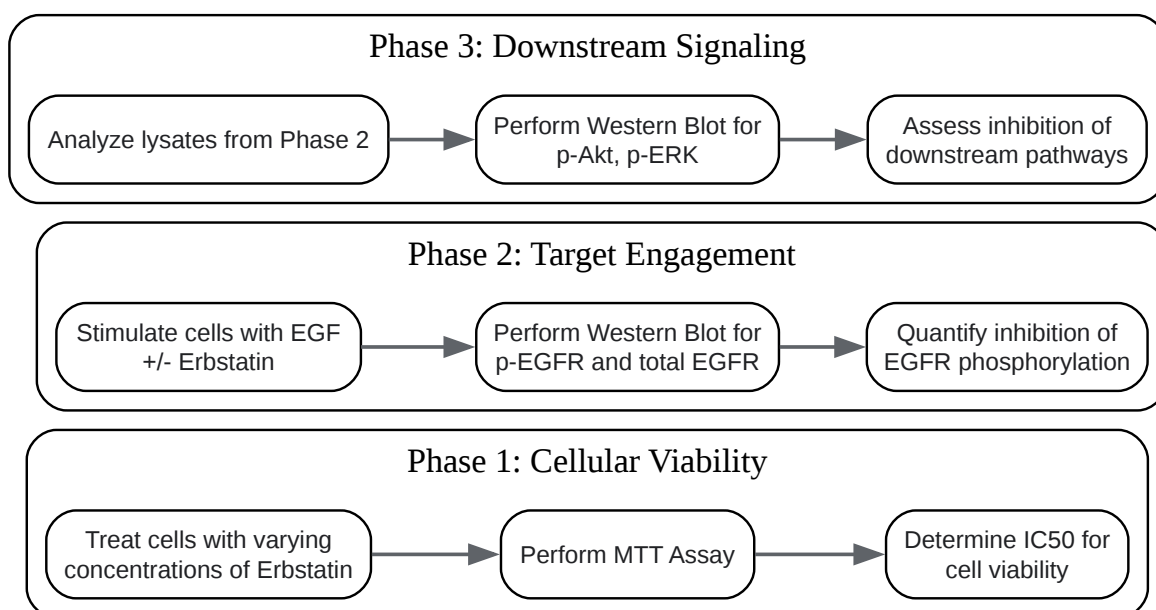 Phase 3: Downstream Signaling
Analyze lysates from Phase 2
Perform Western Blot for
p-Akt, p-ERK
Assess inhibition of
downstream pathways
Phase 2: Target Engagement
Stimulate cells with EGF
+/- Erbstatin
Perform Western Blot for
p-EGFR and total EGFR
Quantify inhibition of
EGFR phosphorylation
Phase 1: Cellular Viability
Treat cells with varying
concentrations of Erbstatin
Perform MTT Assay
Determine IC50 for
cell viability